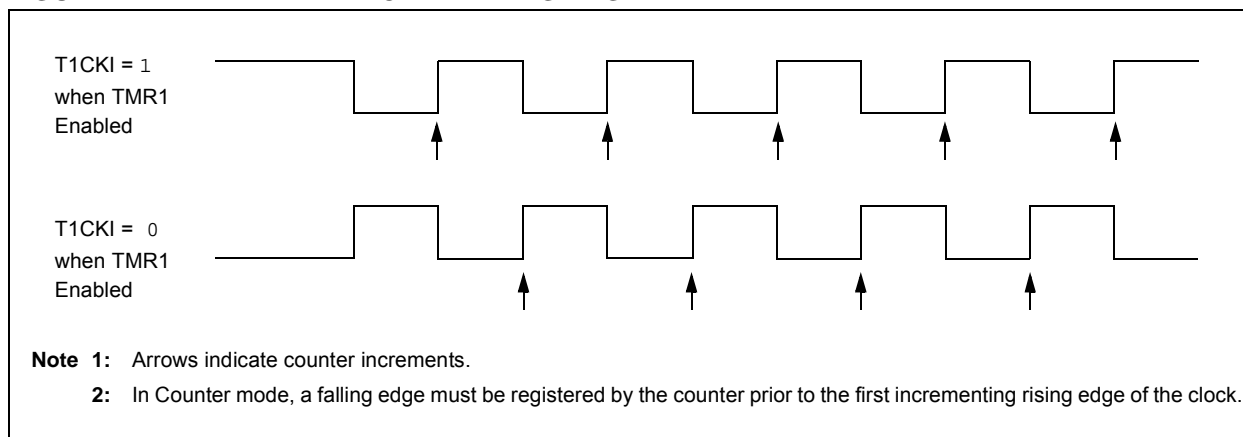 T1CKI = 1
when TMR1
Enabled
T1CKI = 0
when TMR1
Enabled
Note 1: Arrows indicate counter increments.
2: In Counter mode, a falling edge must be registered by the counter prior to the first incrementing rising edge of the clock.